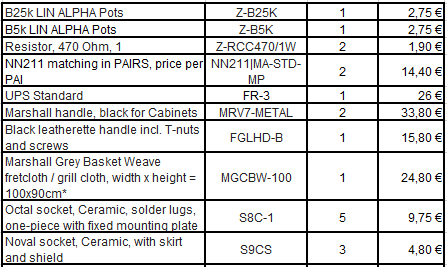 B25k LIN ALPHA Pots Z-B25K 1 2,75 €
B5k LIN ALPHA Pots Z-B5K 1 2,75 €
Resistor, 470 Ohm, 1 Z-RCC470/1W 2 1,90 €
NN211 matching in PAIRS, price per
PAI
NN211|MA-STD-
MP
2 14,40 €
UPS Standard FR-3 1 26 €
Marshall handle, black for Cabinets MRV7-METAL 2 33,80 €
Black leatherette handle incl. T-nuts
and screws
FGLHD-B 1 15,80 €
Marshall Grey Basket Weave
fretcloth / grill cloth, width x height =
100x90cm*
MGCBW-100 1 24,80 €
Octal socket, Ceramic, solder lugs,
one-piece with fixed mounting plate
S8C-1 5 9,75 €
Noval socket, Ceramic, with skirt
and shield
S9CS 3 4,80 €